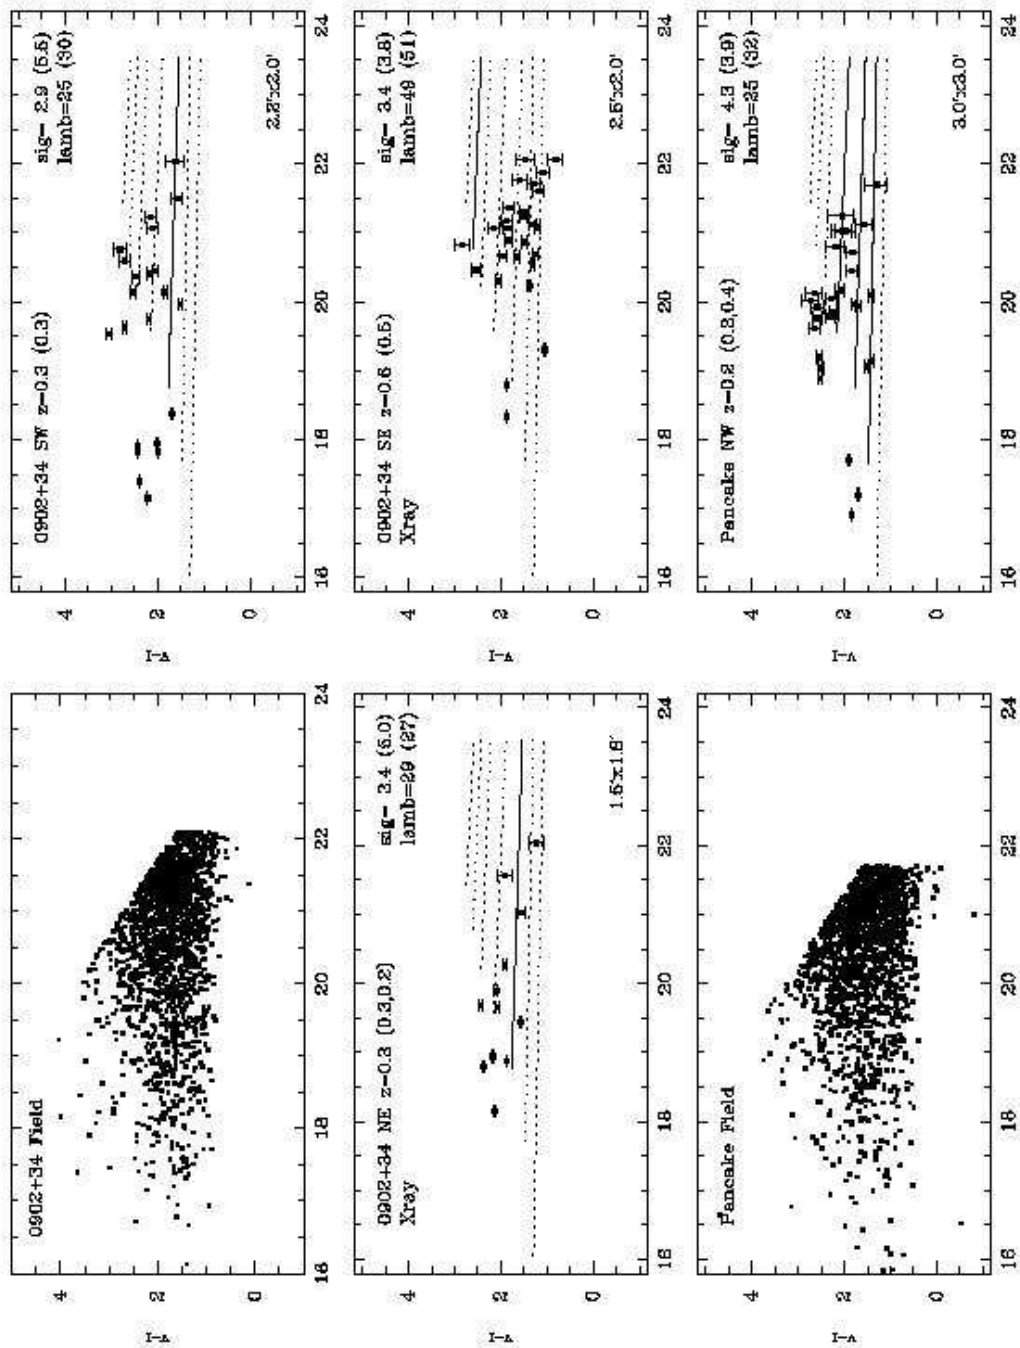 0902+34 Field
4
2
0
V-I
16 18 20 22 24
0902+34 SW z=0.3 (0.3)
sig= 2.9 (5.5)
lamb=25 (30)
2.2'x2.0'
4
2
0
V-I
16 18 20 22 24
0902+34 NE z=0.3 (0.3,0.2)
Xray
sig= 3.4 (5.0)
lamb=29 (27)
1.5'x1.8'
4
2
0
V-I
16 18 20 22 24
0902+34 SE z=0.6 (0.5)
Xray
sig= 3.4 (3.8)
lamb=49 (51)
2.5'x2.0'
4
2
0
V-I
16 18 20 22 24
Pancake Field
4
2
0
V-I
16 18 20 22 24
Pancake NW z=0.2 (0.3,0.4)
sig= 4.3 (3.9)
lamb=35 (32)
3.0'x3.0'
4
2
0
V-I
16 18 20 22 24